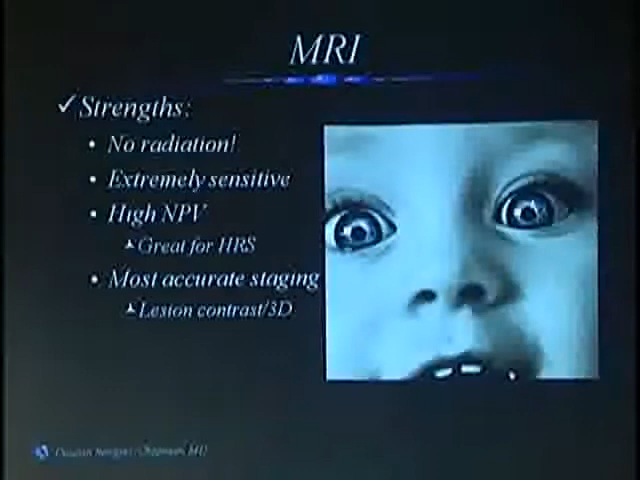 MRI
✓ Strengths:
• No radiation!
• Extremely sensitive
• High NPV
Great for HRS
• Most accurate staging
Lesion contrast/3D